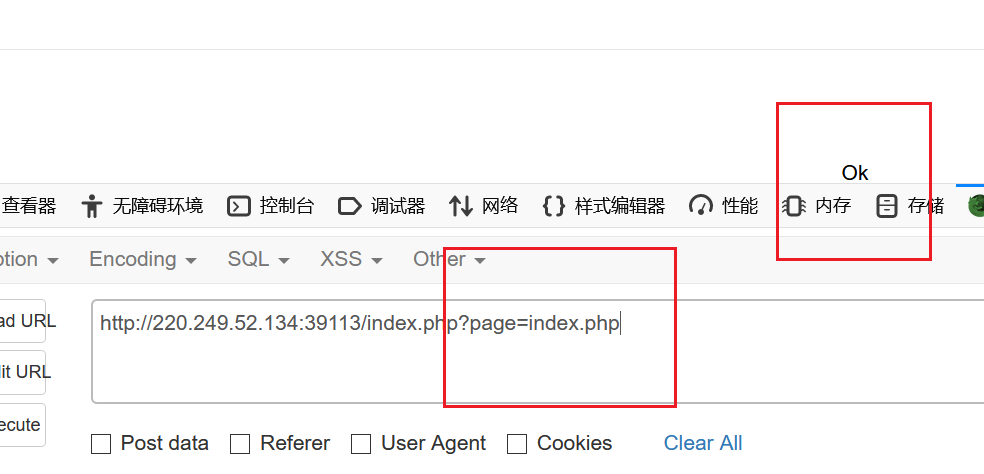 Ok
查看器 无障碍环境 控制台 调试器 网络 样式编辑器 性能 内存 存储
ption Encoding SQL XSS Other
ad URL
http://220.249.52.134:39113/index.php?page=index.php
lit URL
ecute
Post data Referer User Agent Cookies Clear All